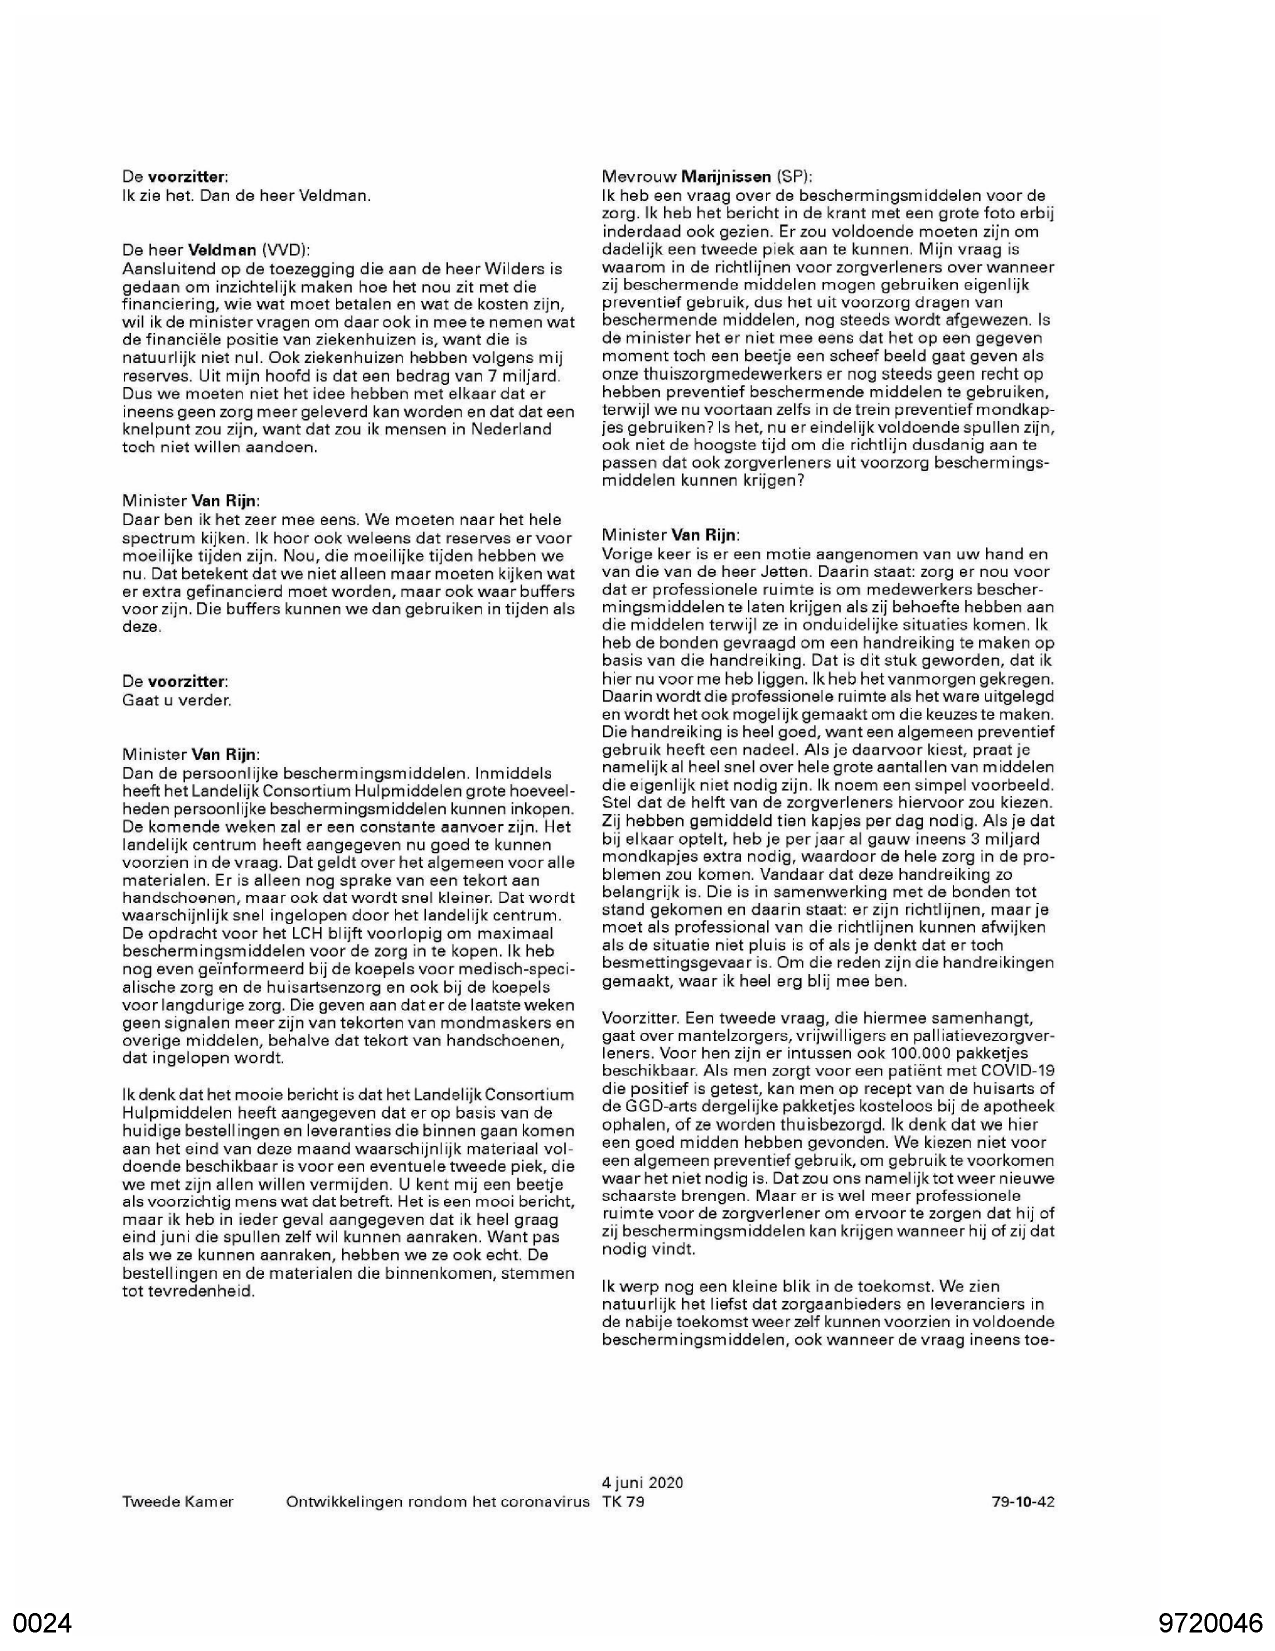 De voorzitter:
Ik zie het. Dan de heer Veldman.
De heer Veldman (VVD):
Aansluitend op de toezegging die aan de heer Wilders is
gedaan om inzichtelijk maken hoe het nou zit met die
financiering, wie wat moet betalen en wat de kosten zijn,
wil ik de minister vragen om daar ook in mee te nemen wat
de financiële positie van ziekenhuizen is, want die is
natuurlijk niet nul. Ook ziekenhuizen hebben volgens mij
reserves. Uit mijn hoofd is dat een bedrag van 7 miljard.
Dus we moeten niet het idee hebben met elkaar dat er
ineens geen zorg meer geleverd kan worden en dat dat een
knelpunt zou zijn, want dat zou ik mensen in Nederland
toch niet willen aandoen.
Minister Van Rijn:
Daar ben ik het zeer mee eens. We moeten naar het hele
spectrum kijken. Ik hoor ook weleens dat reserves er voor
moeilijke tijden zijn. Nou, die moeilijke tijden hebben we
nu. Dat betekent dat we niet alleen maar moeten kijken wat
er extra gefinancierd moet worden, maar ook waar buffers
voor zijn. Die buffers kunnen we dan gebruiken in tijden als
deze.
De voorzitter:
Gaat u verder.
Minister Van Rijn:
Dan de persoonlijke beschermingsmiddelen. Inmiddels
heeft het Landelijk Consortium Hulpmiddelen grote hoeveel-
heden persoonlijke beschermingsmiddelen kunnen inkopen.
De komende weken zal er een constante aanvoer zijn. Het
landelijk centrum heeft aangegeven nu goed te kunnen
voorzien in de vraag. Dat geldt over het algemeen voor alle
materialen. Er is alleen nog sprake van een tekort aan
handschoenen, maar ook dat wordt snel kleiner. Dat wordt
waarschijnlijk snel ingelopen door het landelijk centrum.
De opdracht voor het LCH blijft voorlopig om maximaal
beschermingsmiddelen voor de zorg in te kopen. Ik heb
nog even geïnformeerd bij de koepels voor medisch-speci-
alische zorg en de huisartsenzorg en ook bij de koepels
voor langdurige zorg. Die geven aan dat er de laatste weken
geen signalen meer zijn van tekorten van mondmaskers en
overige middelen, behalve dat tekort van handschoenen,
dat ingelopen wordt.
Ik denk dat het mooie bericht is dat het Landelijk Consortium
Hulpmiddelen heeft aangegeven dat er op basis van de
huidige bestellingen en leveranties die binnen gaan komen
aan het eind van deze maand waarschijnlijk materiaal vol-
doende beschikbaar is voor een eventuele tweede piek, die
we met zijn allen willen vermijden. U kent mij een beetje
als voorzichtig mens wat dat betreft. Het is een mooi bericht,
maar ik heb in ieder geval aangegeven dat ik heel graag
eind juni die spullen zelf wil kunnen aanraken. Want pas
als we ze kunnen aanraken, hebben we ze ook echt. De
bestellingen en de materialen die binnenkomen, stemmen
tot tevredenheid.
Mevrouw Marijnissen (SP):
Ik heb een vraag over de beschermingsmiddelen voor de
zorg. Ik heb het bericht in de krant met een grote foto erbij
inderdaad ook gezien. Er zou voldoende moeten zijn om
dadelijk een tweede piek aan te kunnen. Mijn vraag is
waarom in de richtlijnen voor zorgverleners over wanneer
zij beschermende middelen mogen gebruiken eigenlijk
preventief gebruik, dus het uit voorzorg dragen van
beschermende middelen, nog steeds wordt afgewezen. Is
de minister het er niet mee eens dat het op een gegeven
moment toch een beetje een scheef beeld gaat geven als
onze thuiszorgmedewerkers er nog steeds geen recht op
hebben preventief beschermende middelen te gebruiken,
terwijl we nu voortaan zelfs in de trein preventief mondkap-
jes gebruiken? Is het, nu er eindelijk voldoende spullen zijn,
ook niet de hoogste tijd om die richtlijn dusdanig aan te
passen dat ook zorgverleners uit voorzorg beschermings-
middelen kunnen krijgen?
Minister Van Rijn:
Vorige keer is er een motie aangenomen van uw hand en
van die van de heer Jetten. Daarin staat: zorg er nou voor
dat er professionele ruimte is om medewerkers bescher-
mingsmiddelen te laten krijgen als zij behoefte hebben aan
die middelen terwijl ze in onduidelijke situaties komen. Ik
heb de bonden gevraagd om een handreiking te maken op
basis van die handreiking. Dat is dit stuk geworden, dat ik
hier nu voor me heb liggen. Ik heb het vanmorgen gekregen.
Daarin wordt die professionele ruimte als het ware uitgelegd
en wordt het ook mogelijk gemaakt om die keuzes te maken.
Die handreiking is heel goed, want een algemeen preventief
gebruik heeft een nadeel. Als je daarvoor kiest, praat je
namelijk al heel snel over hele grote aantallen van middelen
die eigenlijk niet nodig zijn. Ik noem een simpel voorbeeld.
Stel dat de helft van de zorgverleners hiervoor zou kiezen.
Zij hebben gemiddeld tien kapjes per dag nodig. Als je dat
bij elkaar optelt, heb je per jaar al gauw ineens 3 miljard
mondkapjes extra nodig, waardoor de hele zorg in de pro-
blemen zou komen. Vandaar dat deze handreiking zo
belangrijk is. Die is in samenwerking met de bonden tot
stand gekomen en daarin staat: er zijn richtlijnen, maar je
moet als professional van die richtlijnen kunnen afwijken
als de situatie niet pluis is of als je denkt dat er toch
besmettingsgevaar is. Om die reden zijn die handreikingen
gemaakt, waar ik heel erg blij mee ben.
Voorzitter. Een tweede vraag, die hiermee samenhangt,
gaat over mantelzorgers, vrijwilligers en palliatievezorgver-
leners. Voor hen zijn er intussen ook 100.000 pakketjes
beschikbaar. Als men zorgt voor een patiënt met COVID-19
die positief is getest, kan men op recept van de huisarts of
de GGD-arts dergelijke pakketjes kosteloos bij de apotheek
ophalen, of ze worden thuisbezorgd. Ik denk dat we hier
een goed midden hebben gevonden. We kiezen niet voor
een algemeen preventief gebruik, om gebruik te voorkomen
waar het niet nodig is. Dat zou ons namelijk tot weer nieuwe
schaarste brengen. Maar er is wel meer professionele
ruimte voor de zorgverlener om ervoor te zorgen dat hij of
zij beschermingsmiddelen kan krijgen wanneer hij of zij dat
nodig vindt.
Ik werp nog een kleine blik in de toekomst. We zien
natuurlijk het liefst dat zorgaanbieders en leveranciers in
de nabije toekomst weer zelf kunnen voorzien in voldoende
beschermingsmiddelen, ook wanneer de vraag ineens toe-
4 juni 2020
Tweede Kamer Ontwikkelingen rondom het coronavirus TK 79 79-10-42
0024 9720046